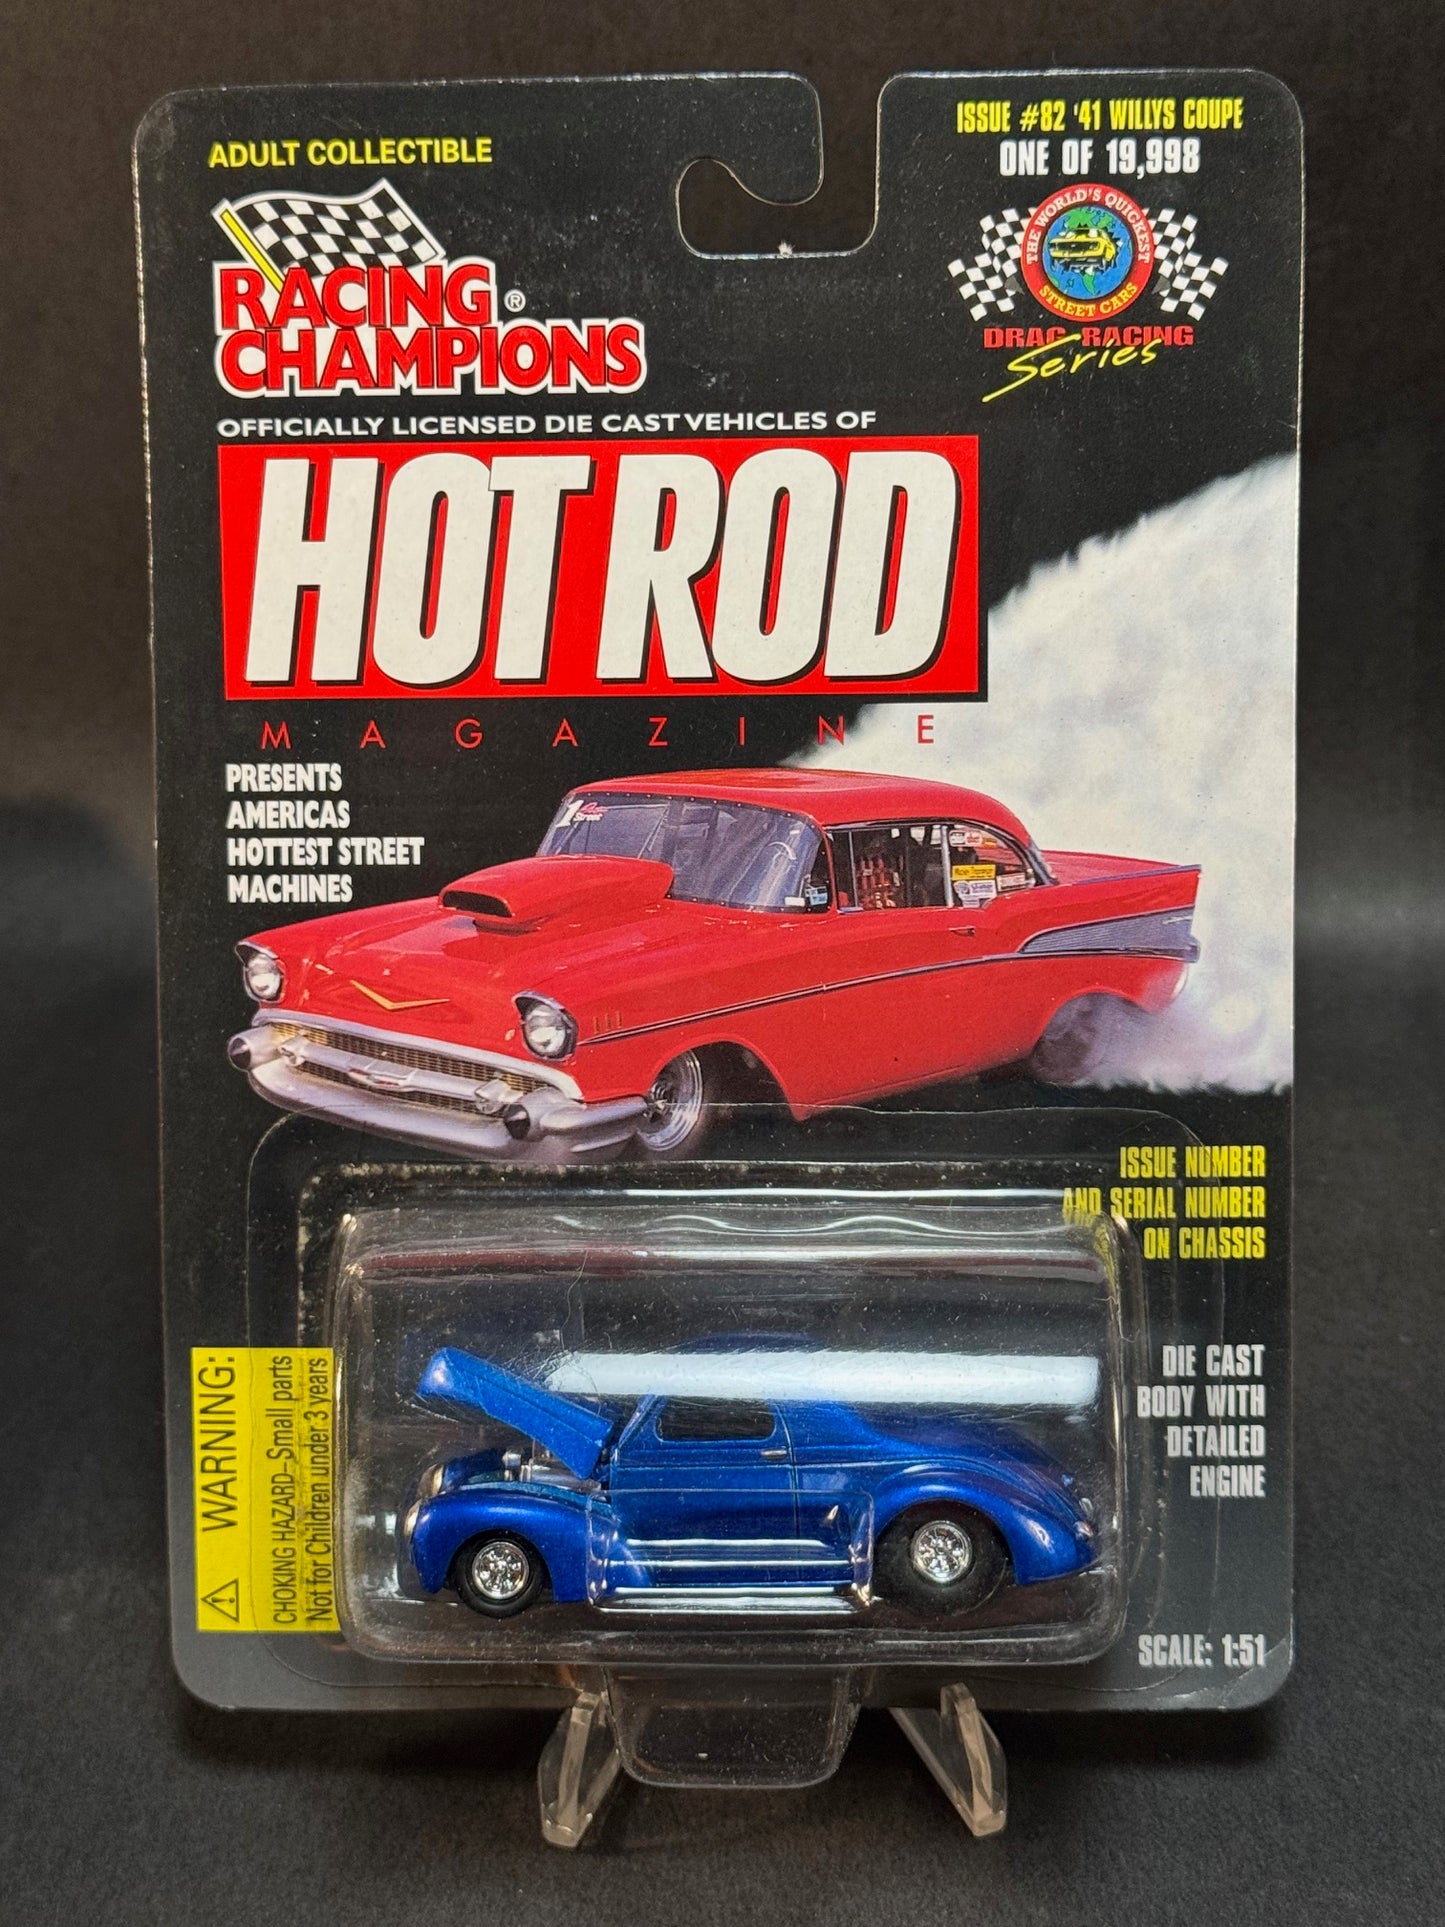 ADULT COLLECTIBLE
ISSUE #82 '41 WILLYS COUPE
ONE OF 19,998
THE WORLD'S QUICKEST
STREET CARS
DRAG RACING
Series
RACING ®
CHAMPIONS
OFFICIALLY LICENSED DIE CAST VEHICLES OF
HOT ROD
MAGAZINE
PRESENTS
AMERICAS
HOTTEST STREET
MACHINES
1
Street
ISSUE NUMBER
AND SERIAL NUMBER
ON CHASSIS
DIE CAST
BODY WITH
DETAILED
ENGINE
WARNING:
CHOKING HAZARD–Small parts
Not for Children under 3 years
SCALE: 1:51